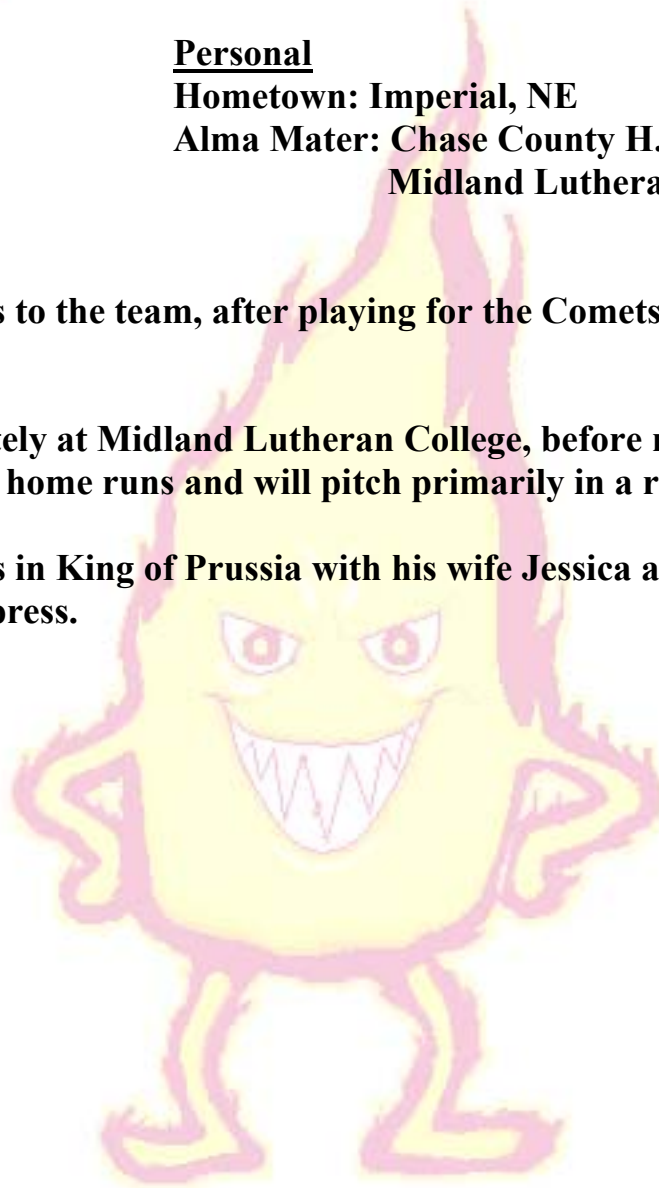 Personal
Hometown: Imperial, NE
Alma Mater: Chase County H.
Midland Luthera
s to the team, after playing for the Comets
tely at Midland Lutheran College, before
home runs and will pitch primarily in a
s in King of Prussia with his wife Jessica a
press.